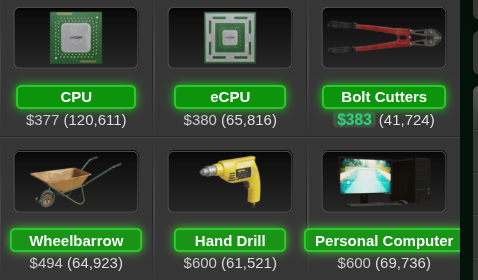 CPU eCPU Bolt Cutters
$377 (120,611) $380 (65,816) $383 (41,724)
Wheelbarrow Hand Drill Personal Computer
$494 (64,923) $600 (61,521) $600 (69,736)